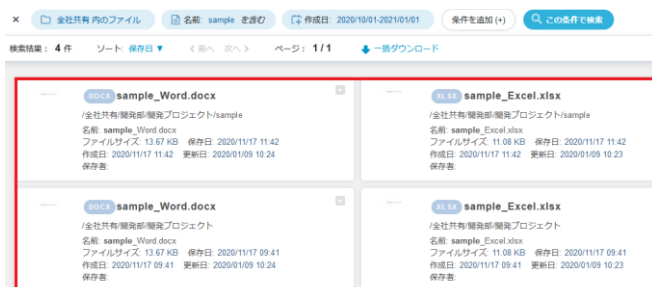 × 全社共有 内のファイル 名前: sample を含む 作成日: 2020/10/01-2021/01/01 条件を追加 (+) この条件で検索
検索結果: 4 件 ソート: 保存日▼ < 前へ 次へ > ページ: 1 / 1 一括ダウンロード
DOCX sample_Word.docx
/全社共有/開発部/開発プロジェクト/sample
名前: sample_Word.docx
ファイルサイズ: 13.67 KB 保存日: 2020/11/17 11:42
作成日: 2020/11/17 11:42 更新日: 2020/01/09 10:24
保存者:
XLSX sample_Excel.xlsx
/全社共有/開発部/開発プロジェクト/sample
名前: sample_Excel.xlsx
ファイルサイズ: 11.08 KB 保存日: 2020/11/17 11:42
作成日: 2020/11/17 11:42 更新日: 2020/01/09 10:23
保存者:
DOCX sample_Word.docx
/全社共有/開発部/開発プロジェクト
名前: sample_Word.docx
ファイルサイズ: 13.67 KB 保存日: 2020/11/17 09:41
作成日: 2020/11/17 09:41 更新日: 2020/01/09 10:24
保存者:
XLSX sample_Excel.xlsx
/全社共有/開発部/開発プロジェクト
名前: sample_Excel.xlsx
ファイルサイズ: 11.08 KB 保存日: 2020/11/17 09:41
作成日: 2020/11/17 09:41 更新日: 2020/01/09 10:23
保存者: